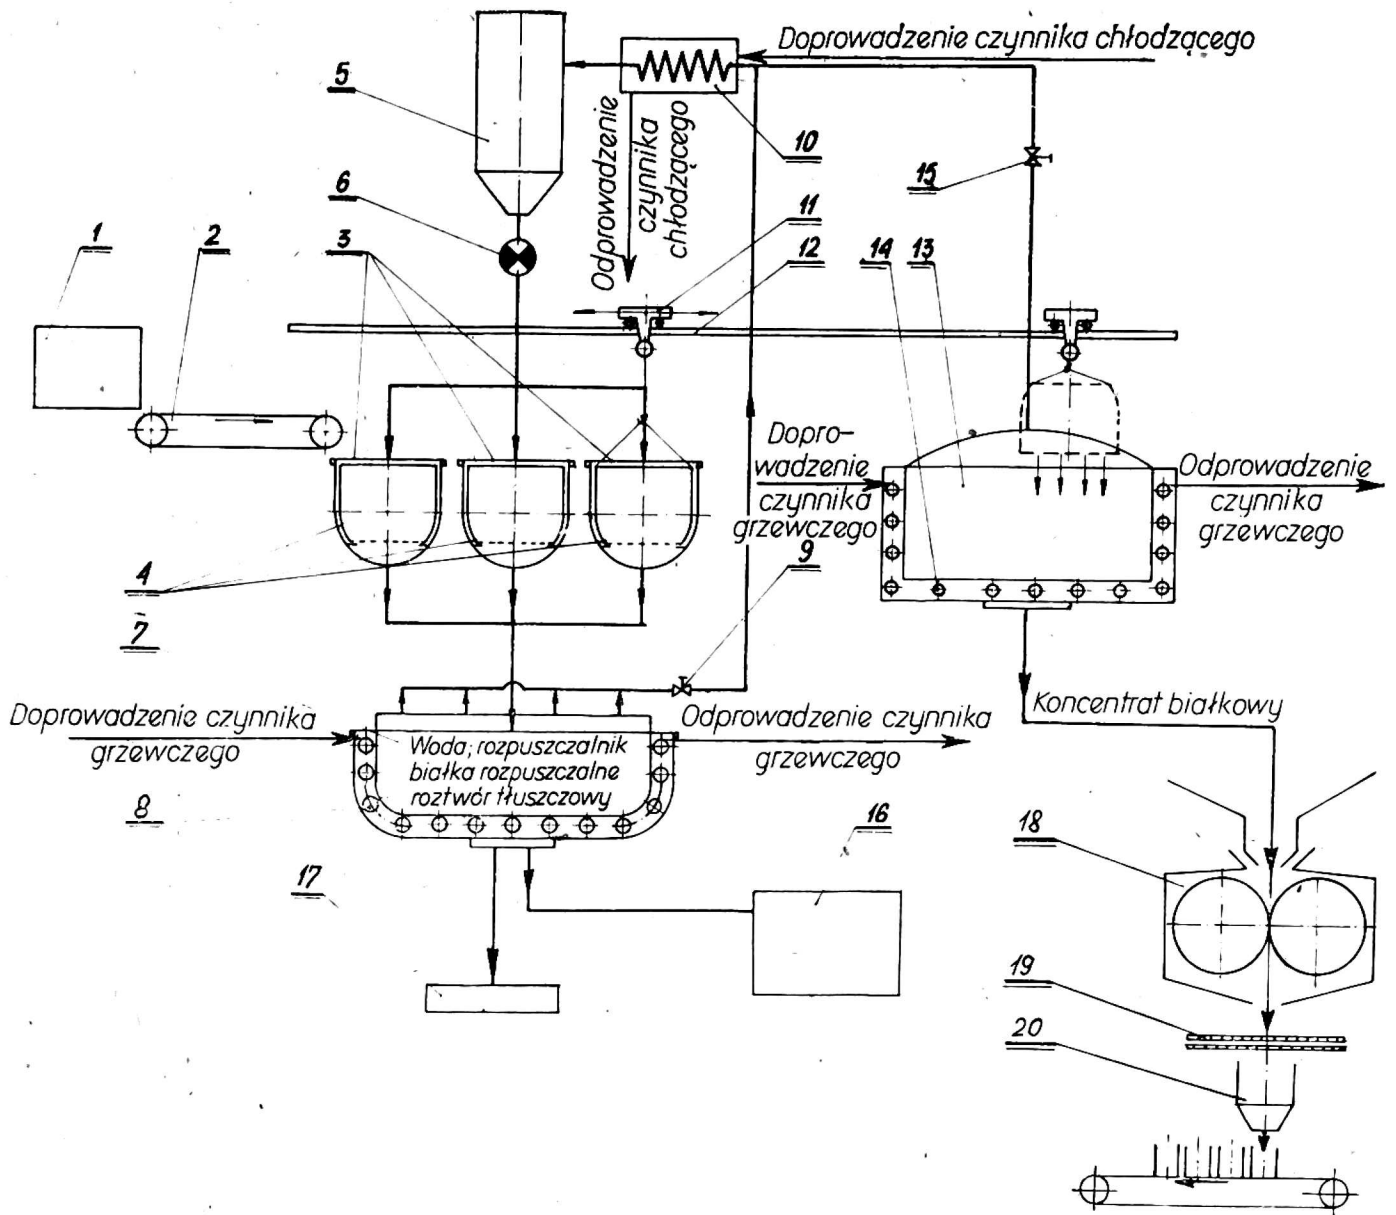 Doprowadzenie czynnika chłodzącego
5
10
Odprowadzenie
czynnika
chłodzącego
15
6
11
1
2
3
12
14
13
Dopro-
wadzenie
czynnika
grzewczego
Odprowadzenie
czynnika
grzewczego
4
9
7
Koncentrat białkowy
Doprowadzenie czynnika
grzewczego
Odprowadzenie czynnika
grzewczego
Woda; rozpuszczalnik
białka rozpuszczalne
roztwór tłuszczowy
8
16
18
17
19
20